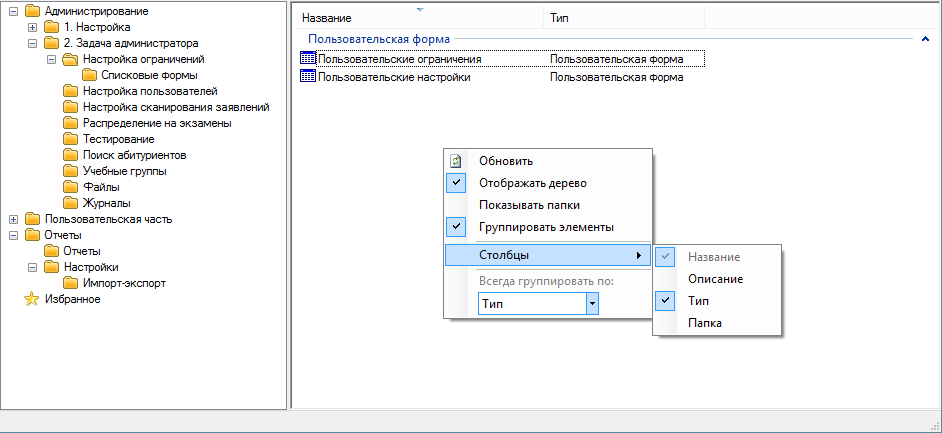 Администрирование
1. Настройка
2. Задача администратора
Настройка ограничений
Списковые формы
Настройка пользователей
Настройка сканирования заявлений
Распределение на экзамены
Тестирование
Поиск абитуриентов
Учебные группы
Файлы
Журналы
Пользовательская часть
Отчеты
Отчеты
Настройки
Импорт-экспорт
Избранное
Название Тип
Пользовательская форма
Пользовательские ограничения Пользовательская форма
Пользовательские настройки Пользовательская форма
Обновить
Отображать дерево
Показывать папки
Группировать элементы
Столбцы
Всегда группировать по:
Тип
Название
Описание
Тип
Папка